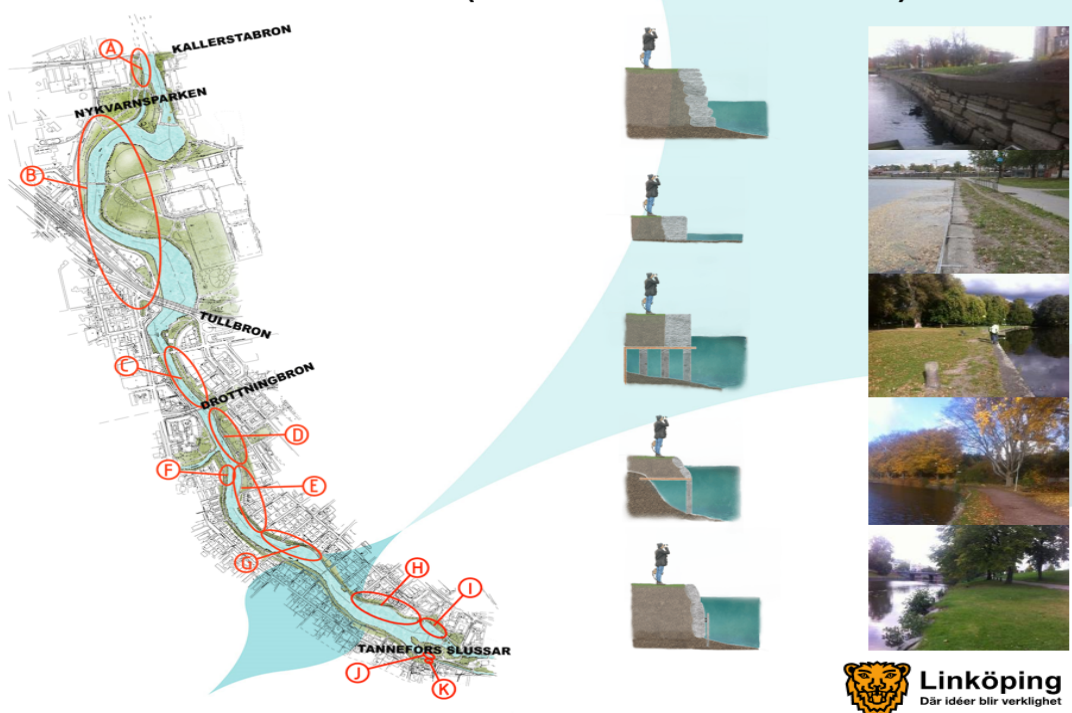 A
KALLERSTABRON
NYKVARNSPARKEN
B
TULLBRON
C
DROTTNINGBRON
D
F
E
G
H
I
TANNEFORS SLUSSAR
J
K
Linköping
Där idéer blir verklighet